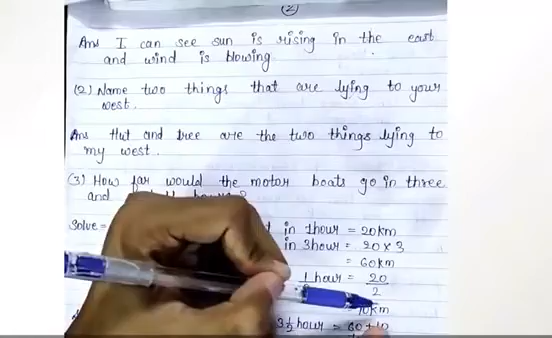 (2)
Ans I can see sun is rising in the east
and wind is blowing
(2) Name two things that are lying to your
west.
Ans Hut and tree are the two things lying to
my west.
(3) How far would the motor boats go in three
and
Solve = in 1hour = 20km
in 3hour = 20 × 3
= 60km
1 hour = 20
2
= 10km
3½ hour = 60 + 10